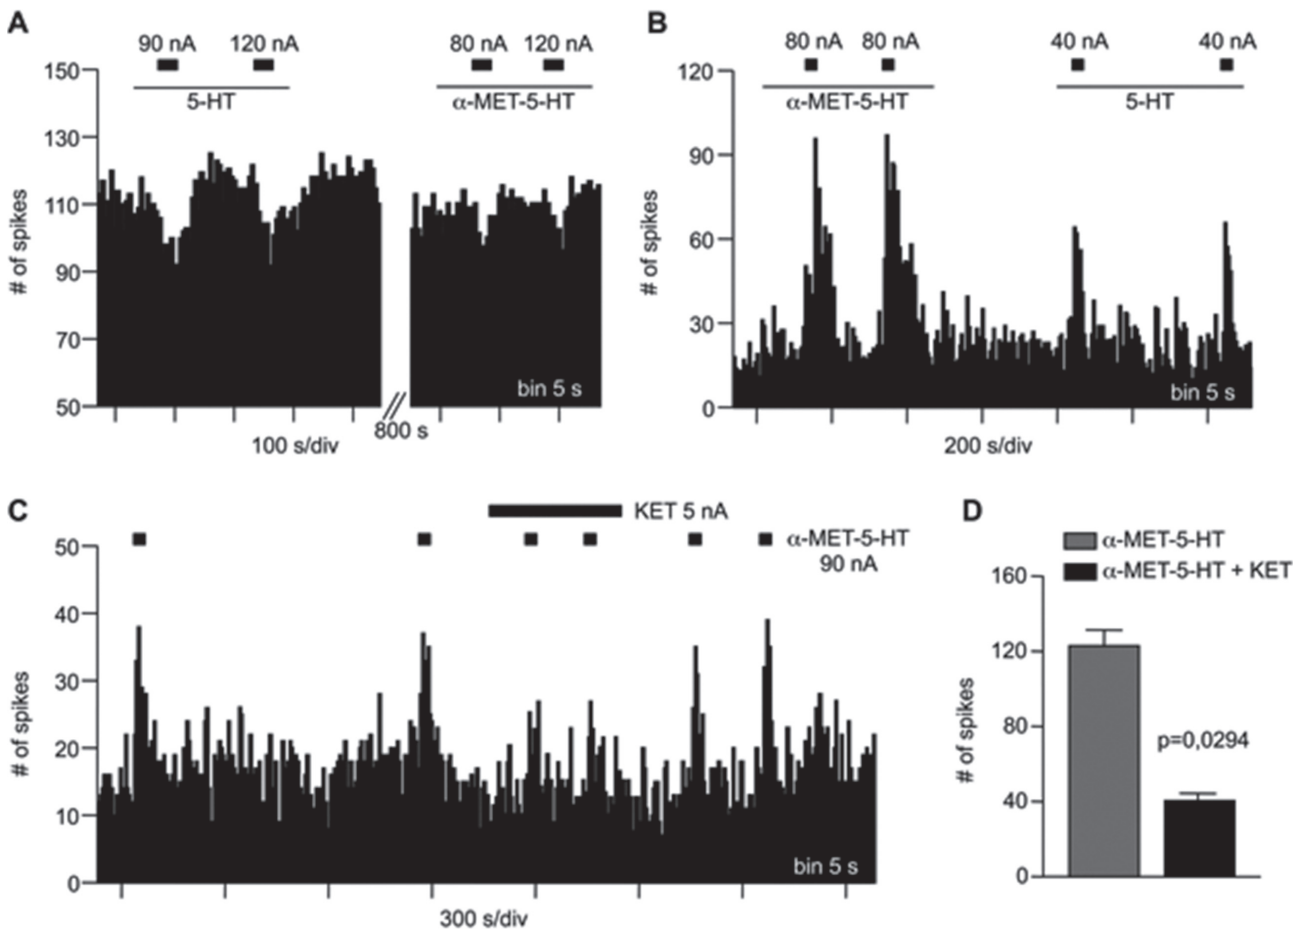 A
90 nA 120 nA
80 nA 120 nA
5-HT
α-MET-5-HT
150
130
110
90
70
50
# of spikes
bin 5 s
800 s
100 s/div
B
80 nA 80 nA
40 nA
40 nA
α-MET-5-HT
5-HT
120
90
60
30
0
# of spikes
bin 5 s
200 s/div
C
KET 5 nA
α-MET-5-HT
90 nA
50
40
30
20
10
0
# of spikes
bin 5 s
300 s/div
D
α-MET-5-HT
α-MET-5-HT + KET
160
120
80
40
0
# of spikes
p=0,0294